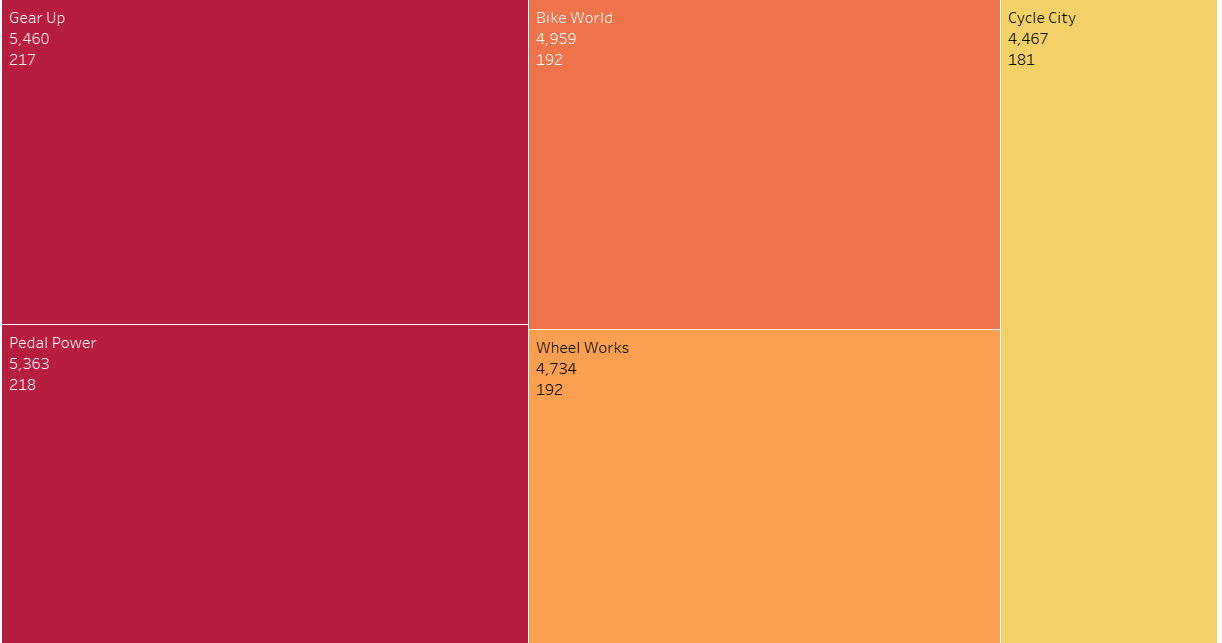 Gear Up
5,460
217
Pedal Power
5,363
218
Bike World
4,959
192
Wheel Works
4,734
192
Cycle City
4,467
181